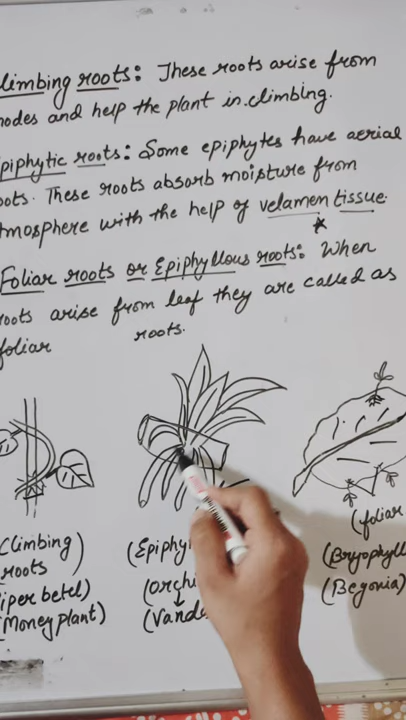 limbing roots: These roots arise from
nodes and help the plant in climbing.
piphytic roots: Some epiphytes have aerial
oots. These roots absorb moisture from
tmosphere with the help of velamen tissue.
Foliar roots or Epiphyllous roots: When
roots arise from leaf they are called as
foliar roots.
(Climbing roots)
(Epiphy
(foliar
iper betel)
(Orchi
(Bryophyll
(Money plant)
(Vanda
(Begonia)